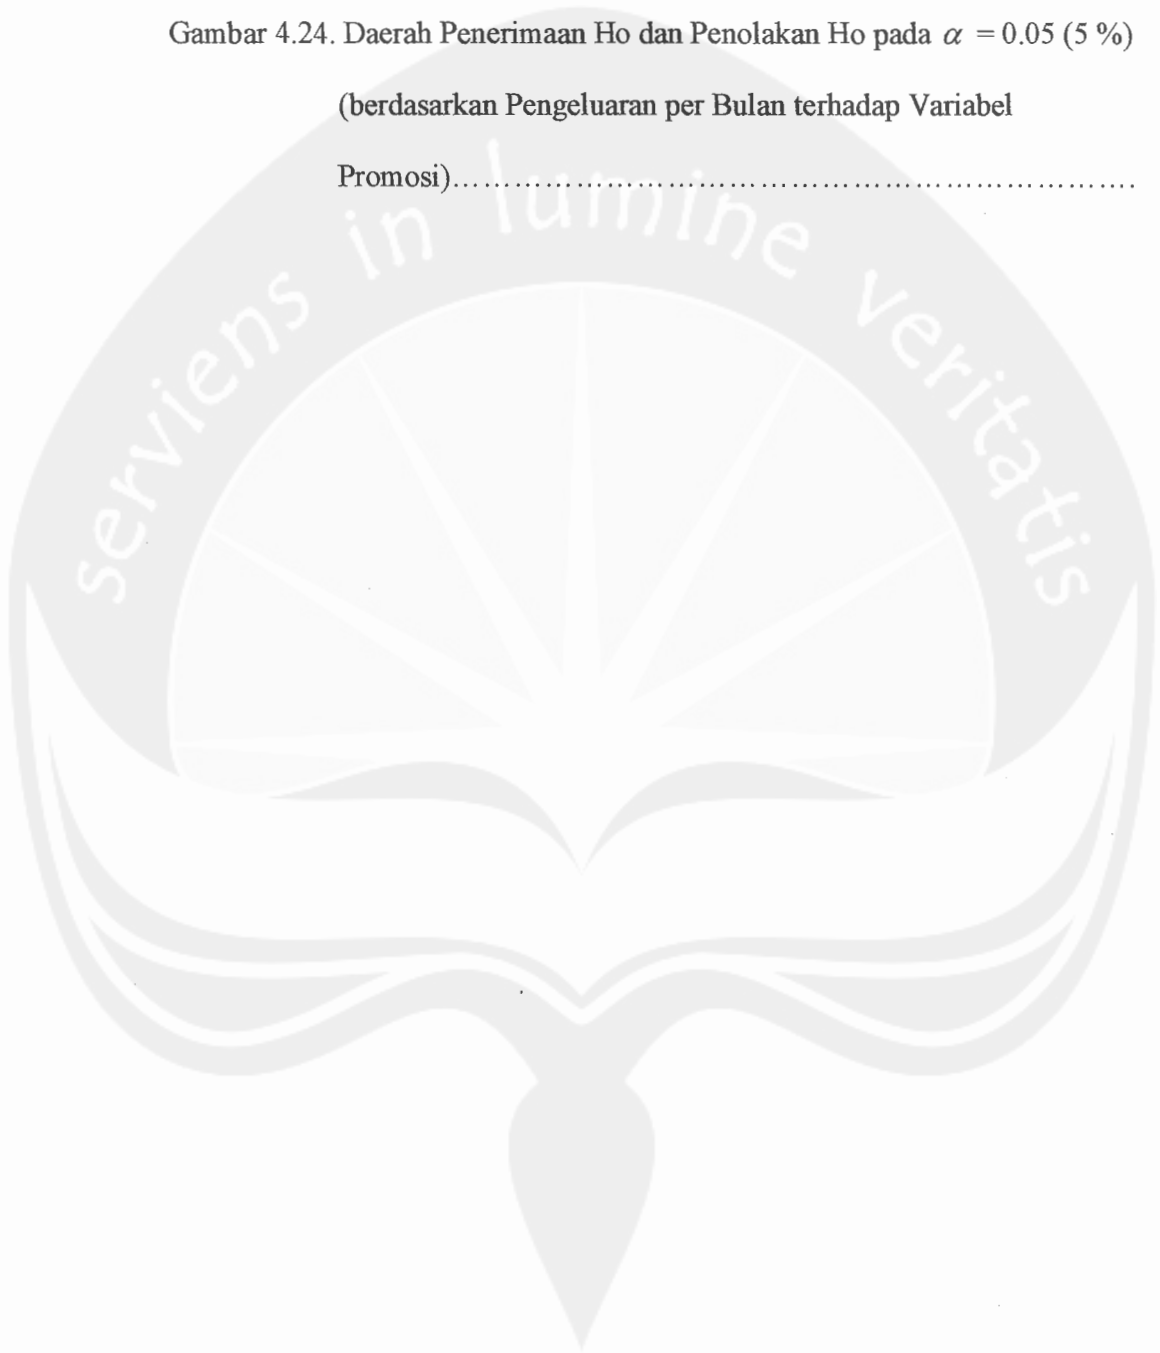 Gambar 4.24. Daerah Penerimaan Ho dan Penolakan Ho pada α = 0.05 (5 %)
(berdasarkan Pengeluaran per Bulan terhadap Variabel
Promosi)......................................................................
serviens in lumine veritatis